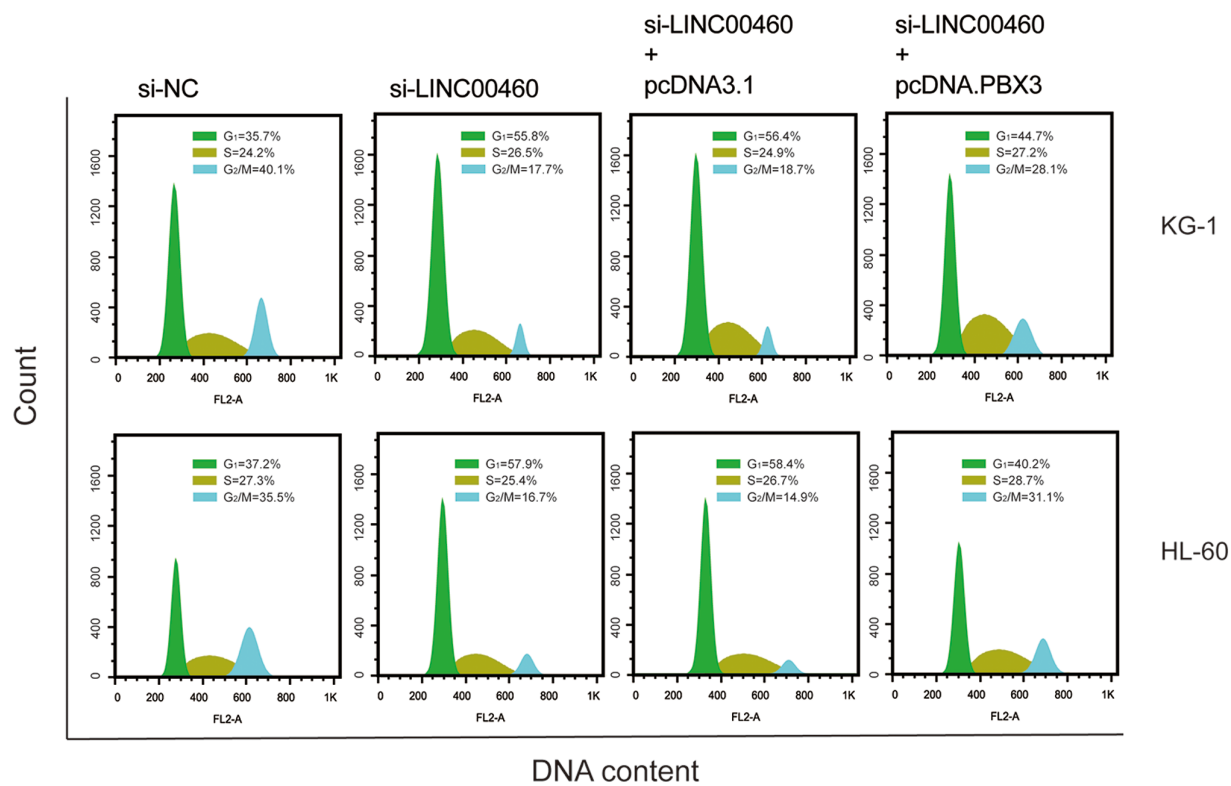 si-NC
si-LINC00460
si-LINC00460
+
pcDNA3.1
si-LINC00460
+
pcDNA.PBX3
G1=35.7%
S=24.2%
G2/M=40.1%
1600
1200
800
400
0
0 200 400 600 800 1K
FL2-A
G1=55.8%
S=26.5%
G2/M=17.7%
1600
1200
800
400
0
0 200 400 600 800 1K
FL2-A
G1=56.4%
S=24.9%
G2/M=18.7%
1600
1200
800
400
0
0 200 400 600 800 1K
FL2-A
G1=44.7%
S=27.2%
G2/M=28.1%
1600
1200
800
400
0
0 200 400 600 800 1K
FL2-A
KG-1
G1=37.2%
S=27.3%
G2/M=35.5%
1600
1200
800
400
0
0 200 400 600 800 1K
FL2-A
G1=57.9%
S=25.4%
G2/M=16.7%
1600
1200
800
400
0
0 200 400 600 800 1K
FL2-A
G1=58.4%
S=26.7%
G2/M=14.9%
1600
1200
800
400
0
0 200 400 600 800 1K
FL2-A
G1=40.2%
S=28.7%
G2/M=31.1%
1600
1200
800
400
0
0 200 400 600 800 1K
FL2-A
HL-60
Count
DNA content